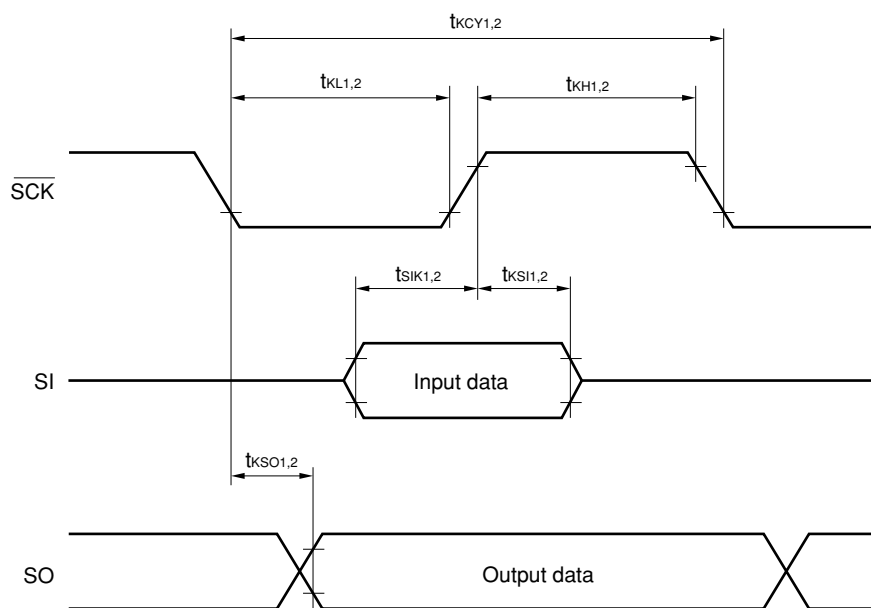 tKCY1,2
tKL1,2
tKH1,2
SCK
tSIK1,2
tKSI1,2
SI
Input data
tKSO1,2
SO
Output data